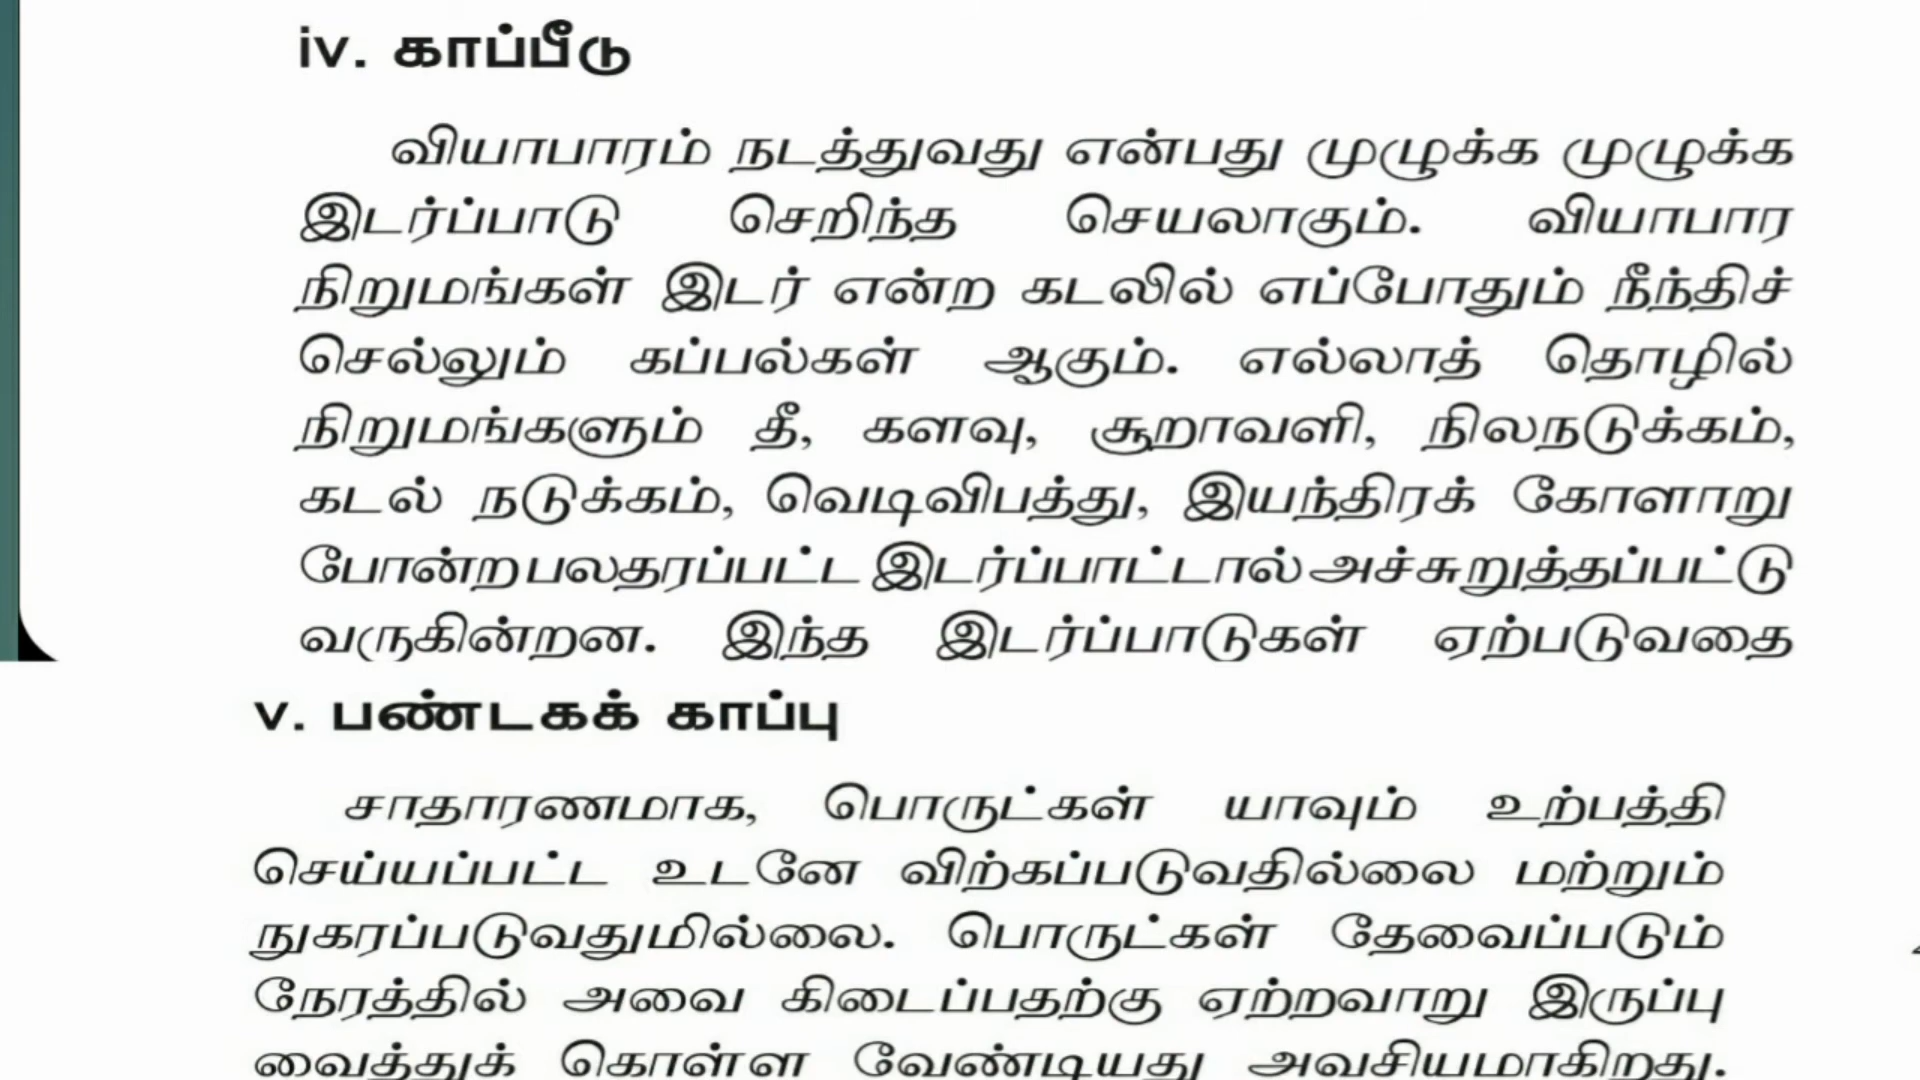 iv. காப்பீடு
வியாபாரம் நடத்துவது என்பது முழுக்க முழுக்க
இடர்ப்பாடு செறிந்த செயலாகும். வியாபார
நிறுமங்கள் இடர் என்ற கடலில் எப்போதும் நீந்திச்
செல்லும் கப்பல்கள் ஆகும். எல்லாத் தொழில்
நிறுமங்களும் தீ, களவு, சூறாவளி, நிலநடுக்கம்,
கடல் நடுக்கம், வெடிவிபத்து, இயந்திரக் கோளாறு
போன்ற பலதரப்பட்ட இடர்ப்பாட்டால் அச்சுறுத்தப்பட்டு
வருகின்றன. இந்த இடர்ப்பாடுகள் ஏற்படுவதை
v. பண்டகக் காப்பு
சாதாரணமாக, பொருட்கள் யாவும் உற்பத்தி
செய்யப்பட்ட உடனே விற்கப்படுவதில்லை மற்றும்
நுகரப்படுவதுமில்லை. பொருட்கள் தேவைப்படும்
நேரத்தில் அவை கிடைப்பதற்கு ஏற்றவாறு இருப்பு
வைத்துக் கொள்ள வேண்டியது அவசியமாகிறது.